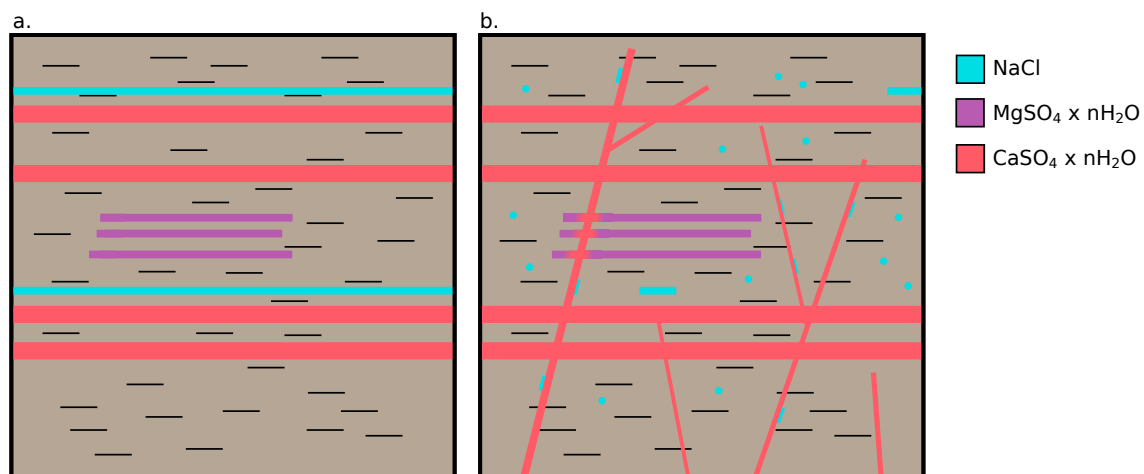 a.
b.
NaCl
MgSO₄ x nH₂O
CaSO₄ x nH₂O